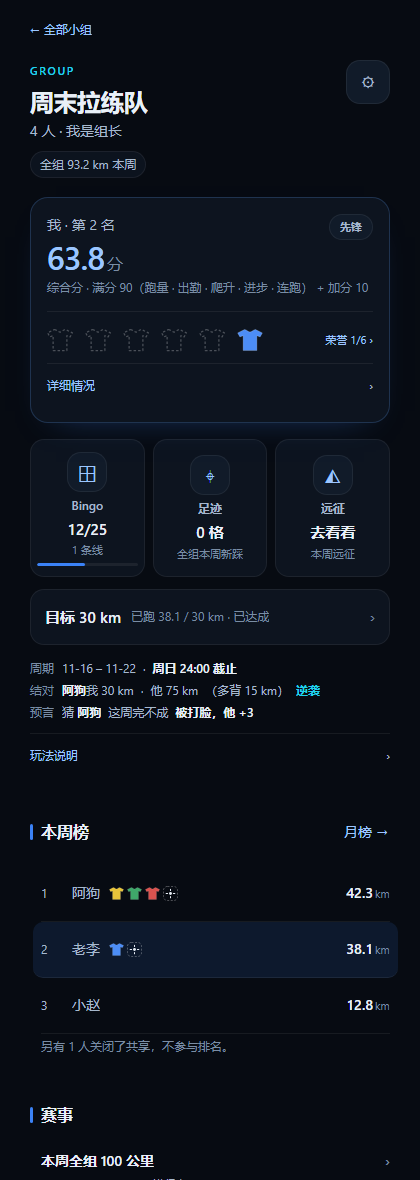 ← 全部小组
GROUP
周末拉练队
4 人 · 我是组长
全组 93.2 km 本周
我 · 第 2 名
先锋
63.8分
综合分 · 满分 90（跑量 · 出勤 · 爬升 · 进步 · 连跑） + 加分 10
荣誉 1/6 ›
详细情况 ›
Bingo
12/25
1 条线
足迹
0 格
全组本周新踩
远征
去看看
本周远征
目标 30 km 已跑 38.1 / 30 km · 已达成 ›
周期 11-16 – 11-22 · 周日 24:00 截止
结对 阿狗我 30 km · 他 75 km （多背 15 km） 逆袭
预言 猜 阿狗 这周完不成 被打脸，他 +3
玩法说明 ›
本周榜 月榜 →
1 阿狗 42.3 km
2 老李 38.1 km
3 小赵 12.8 km
另有 1 人关闭了共享，不参与排名。
赛事
本周全组 100 公里 ›